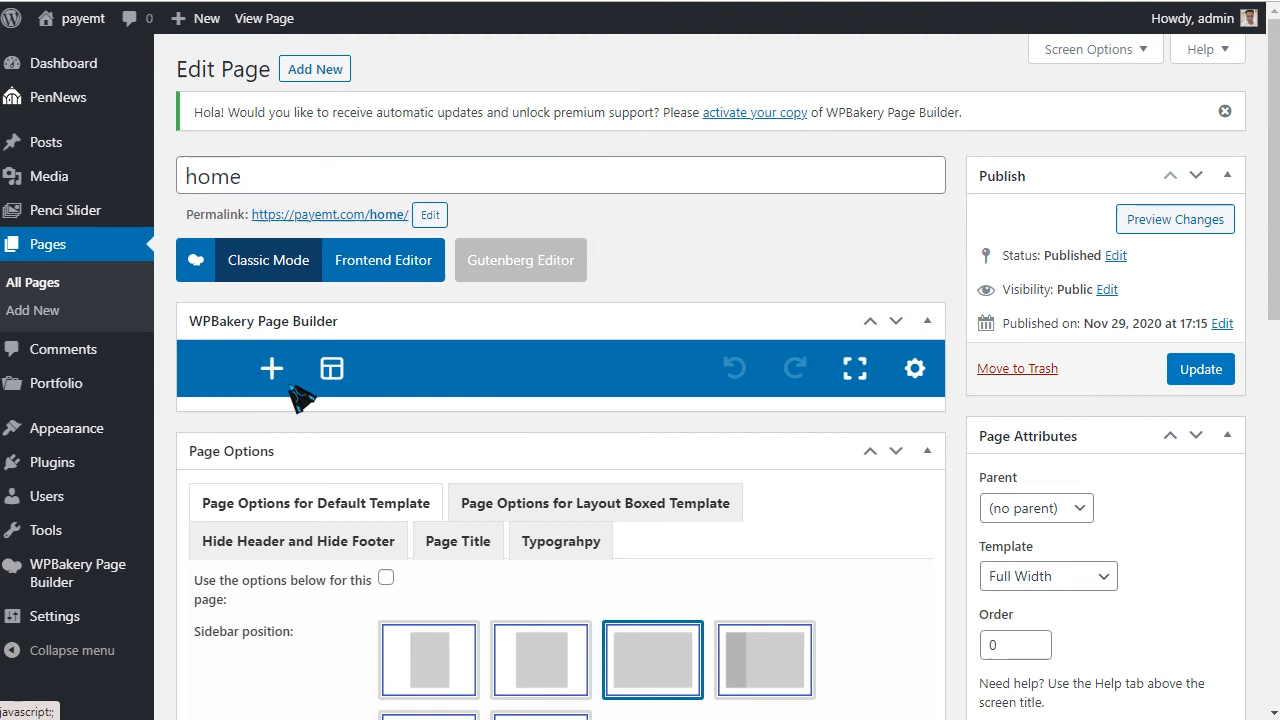 payemt
0
New
View Page
Howdy, admin
Dashboard
PenNews
Posts
Media
Penci Slider
Pages
All Pages
Add New
Comments
Portfolio
Appearance
Plugins
Users
Tools
WPBakery Page
Builder
Settings
Collapse menu
javascript:;
Screen Options
Help
Edit Page
Add New
Hola! Would you like to receive automatic updates and unlock premium support? Please activate your copy of WPBakery Page Builder.
home
Permalink: https://payemt.com/home/ Edit
Classic Mode
Frontend Editor
Gutenberg Editor
WPBakery Page Builder
Page Options
Page Options for Default Template
Page Options for Layout Boxed Template
Hide Header and Hide Footer
Page Title
Typograhpy
Use the options below for this
page:
Sidebar position:
Publish
Preview Changes
Status: Published Edit
Visibility: Public Edit
Published on: Nov 29, 2020 at 17:15 Edit
Move to Trash
Update
Page Attributes
Parent
(no parent)
Template
Full Width
Order
0
Need help? Use the Help tab above the
screen title.